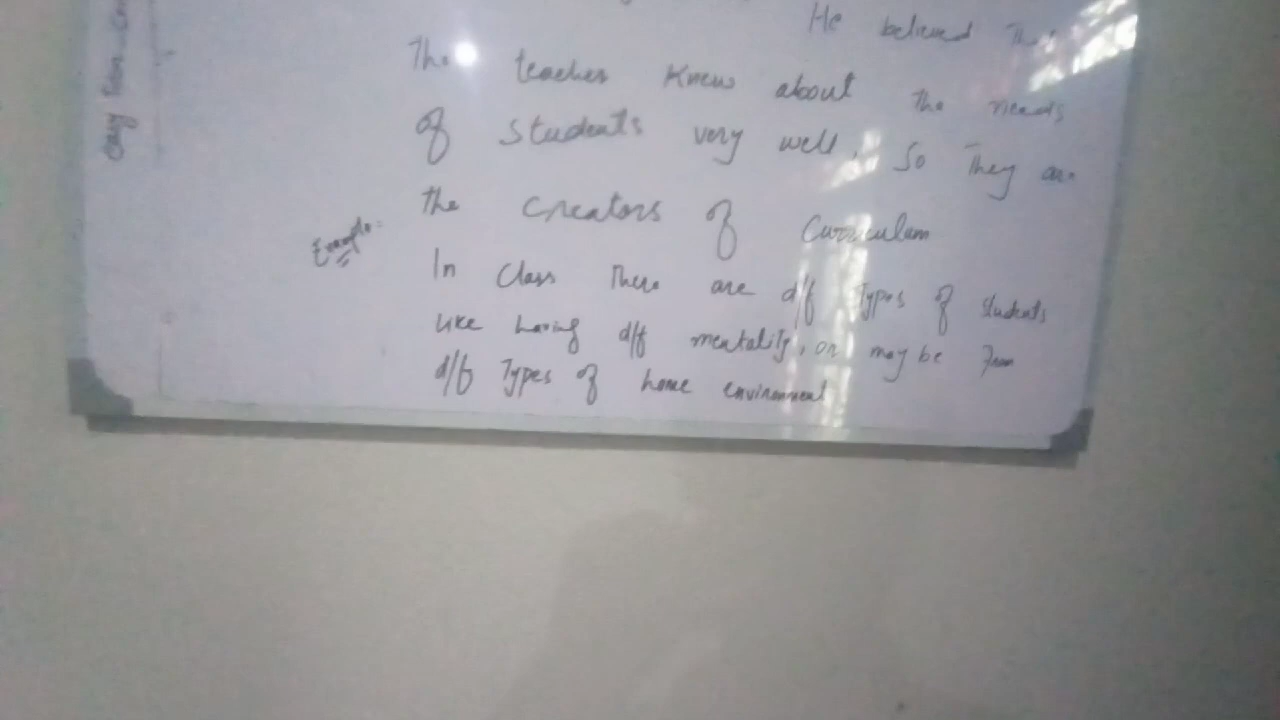 He believed
The teacher knew about the needs
of students very well, So They are
the creators of Curriculum
Example:
In class There are d/f Types of students
like having d/f mentality, or may be from
d/f Types of home environment